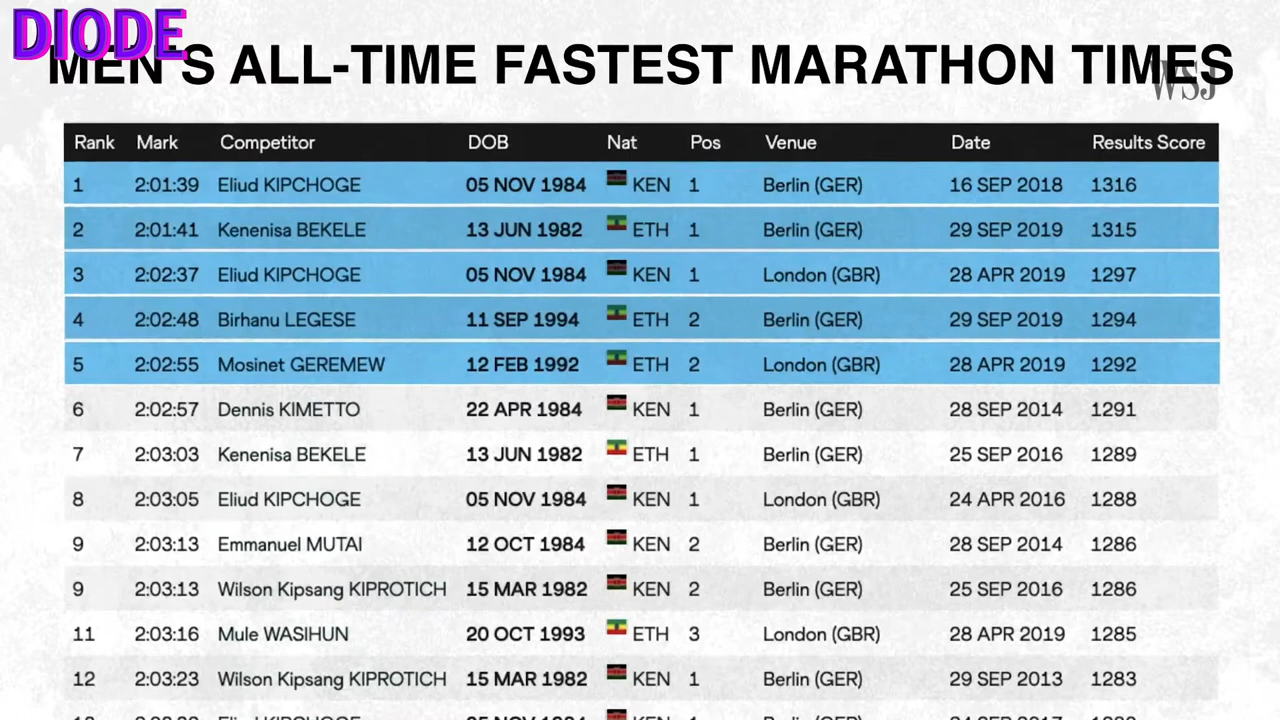 DIODE
MEN'S ALL-TIME FASTEST MARATHON TIMES
WSJ
Rank Mark Competitor DOB Nat Pos Venue Date Results Score
1 2:01:39 Eliud KIPCHOGE 05 NOV 1984 KEN 1 Berlin (GER) 16 SEP 2018 1316
2 2:01:41 Kenenisa BEKELE 13 JUN 1982 ETH 1 Berlin (GER) 29 SEP 2019 1315
3 2:02:37 Eliud KIPCHOGE 05 NOV 1984 KEN 1 London (GBR) 28 APR 2019 1297
4 2:02:48 Birhanu LEGESE 11 SEP 1994 ETH 2 Berlin (GER) 29 SEP 2019 1294
5 2:02:55 Mosinet GEREMEW 12 FEB 1992 ETH 2 London (GBR) 28 APR 2019 1292
6 2:02:57 Dennis KIMETTO 22 APR 1984 KEN 1 Berlin (GER) 28 SEP 2014 1291
7 2:03:03 Kenenisa BEKELE 13 JUN 1982 ETH 1 Berlin (GER) 25 SEP 2016 1289
8 2:03:05 Eliud KIPCHOGE 05 NOV 1984 KEN 1 London (GBR) 24 APR 2016 1288
9 2:03:13 Emmanuel MUTAI 12 OCT 1984 KEN 2 Berlin (GER) 28 SEP 2014 1286
9 2:03:13 Wilson Kipsang KIPROTICH 15 MAR 1982 KEN 2 Berlin (GER) 25 SEP 2016 1286
11 2:03:16 Mule WASIHUN 20 OCT 1993 ETH 3 London (GBR) 28 APR 2019 1285
12 2:03:23 Wilson Kipsang KIPROTICH 15 MAR 1982 KEN 1 Berlin (GER) 29 SEP 2013 1283